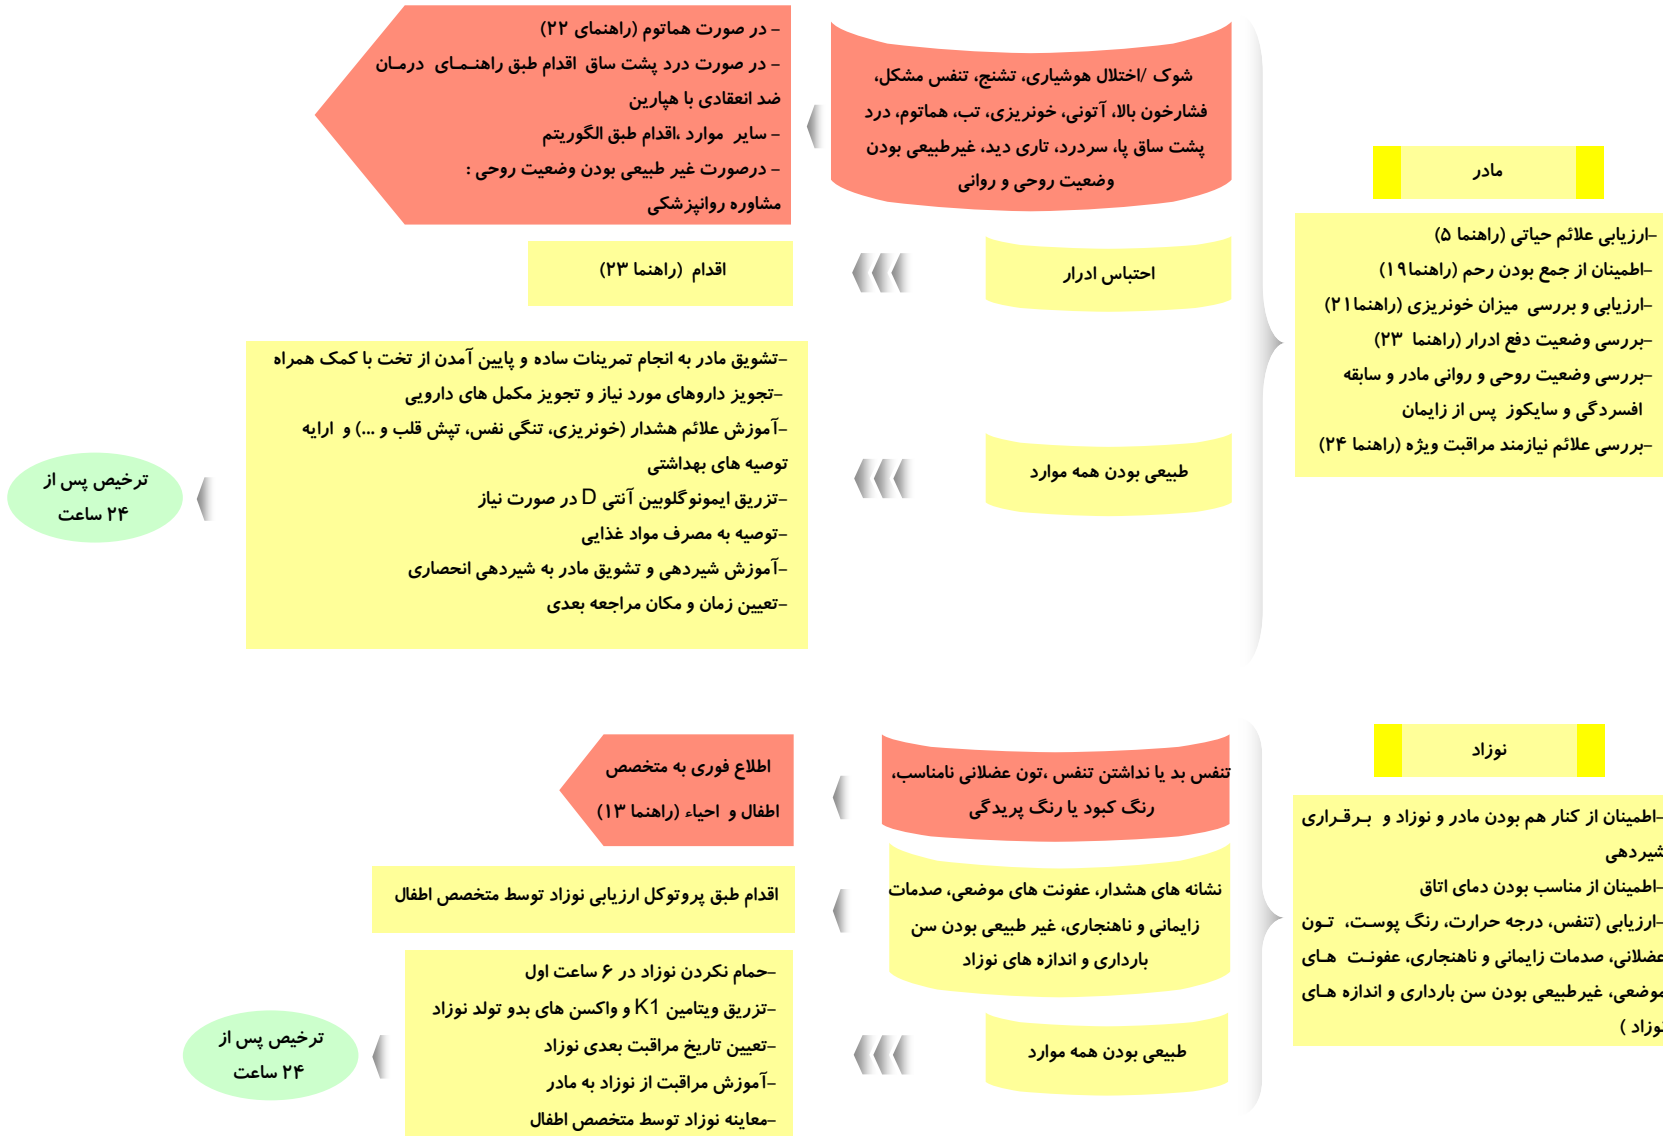 مادر
-ارزیابی علائم حیاتی (راهنما ۵)
-اطمینان از جمع بودن رحم (راهنما۱۹)
-ارزیابی و بررسی میزان خونریزی (راهنما۲۱)
-بررسی وضعیت دفع ادرار (راهنما ۲۳)
-بررسی وضعیت روحی و روانی مادر و سابقه
افسردگی و سایکوز پس از زایمان
-بررسی علائم نیازمند مراقبت ویژه (راهنما ۲۴)
شوک /اختلال هوشیاری، تشنج، تنفس مشکل،
فشارخون بالا، آتونی، خونریزی، تب، هماتوم، درد
پشت ساق پا، سردرد، تاری دید، غیرطبیعی بودن
وضعیت روحی و روانی
- در صورت هماتوم (راهنمای ۲۲)
- در صورت درد پشت ساق اقدام طبق راهنمـای درمـان
ضد انعقادی با هپارین
- سایر موارد ،اقدام طبق الگوریتم
- درصورت غیر طبیعی بودن وضعیت روحی :
مشاوره روانپزشکی
احتباس ادرار
اقدام (راهنما ۲۳)
طبیعی بودن همه موارد
-تشویق مادر به انجام تمرینات ساده و پایین آمدن از تخت با کمک همراه
-تجویز داروهای مورد نیاز و تجویز مکمل های دارویی
-آموزش علائم هشدار (خونریزی، تنگی نفس، تپش قلب و ...) و ارایه
توصیه های بهداشتی
-تزریق ایمونوگلوبین آنتی D در صورت نیاز
-توصیه به مصرف مواد غذایی
-آموزش شیردهی و تشویق مادر به شیردهی انحصاری
-تعیین زمان و مکان مراجعه بعدی
ترخیص پس از
۲۴ ساعت
نوزاد
-اطمینان از کنار هم بودن مادر و نوزاد و بـرقـراری
شیردهی
-اطمینان از مناسب بودن دمای اتاق
-ارزیابی (تنفس، درجه حرارت، رنگ پوسـت، تـون
عضلانی، صدمات زایمانی و ناهنجاری، عفونـت هـای
موضعی، غیرطبیعی بودن سن بارداری و اندازه هـای
نوزاد )
تنفس بد یا نداشتن تنفس ،تون عضلانی نامناسب،
رنگ کبود یا رنگ پریدگی
اطلاع فوری به متخصص
اطفال و احیاء (راهنما ۱۳)
نشانه های هشدار، عفونت های موضعی، صدمات
زایمانی و ناهنجاری، غیر طبیعی بودن سن
بارداری و اندازه های نوزاد
اقدام طبق پروتوکل ارزیابی نوزاد توسط متخصص اطفال
طبیعی بودن همه موارد
-حمام نکردن نوزاد در ۶ ساعت اول
-تزریق ویتامین K1 و واکسن های بدو تولد نوزاد
-تعیین تاریخ مراقبت بعدی نوزاد
-آموزش مراقبت از نوزاد به مادر
-معاینه نوزاد توسط متخصص اطفال
ترخیص پس از
۲۴ ساعت